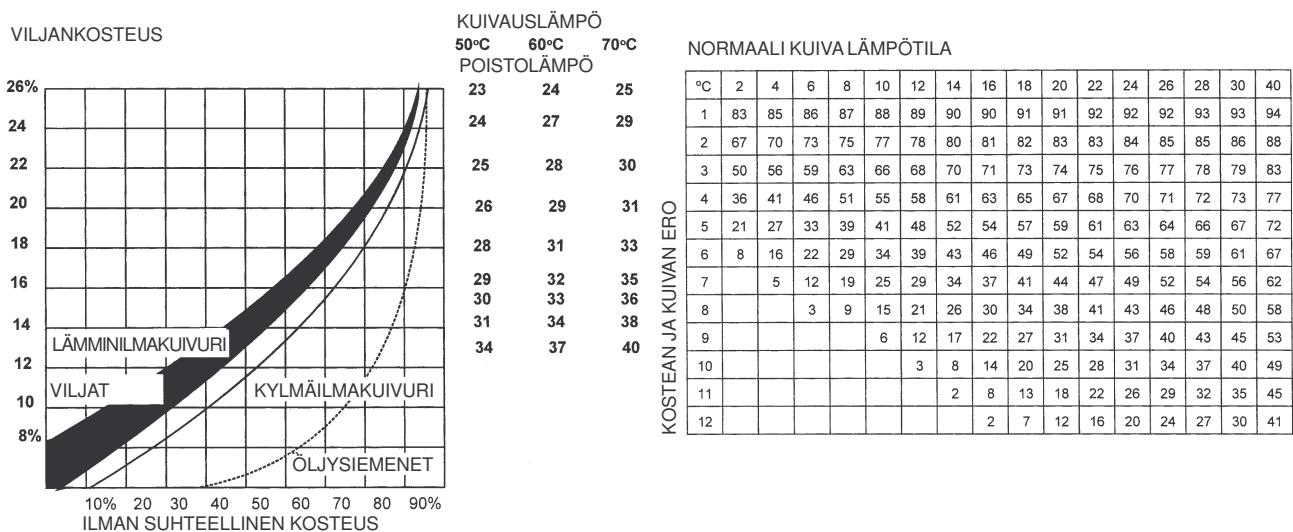 VILJANKOSTEUS
26%
24
22
20
18
16
14
12
10
8%
LÄMMINILMAKUIVURI
VILJAT
KYLMÄILMAKUIVURI
ÖLJYSIEMENET
10% 20 30 40 50 60 70 80 90%
ILMAN SUHTEELLINEN KOSTEUS
KUIVAUSLÄMPÖ
50°C 60°C 70°C
POISTOLÄMPÖ
23 24 25
24 27 29
25 28 30
26 29 31
28 31 33
29 32 35
30 33 36
31 34 38
34 37 40
NORMAALI KUIVA LÄMPÖTILA
KOSTEAN JA KUIVAN ERO
°C 2 4 6 8 10 12 14 16 18 20 22 24 26 28 30 40
1 83 85 86 87 88 89 90 90 91 91 92 92 92 93 93 94
2 67 70 73 75 77 78 80 81 82 83 83 84 85 85 86 88
3 50 56 59 63 66 68 70 71 73 74 75 76 77 78 79 83
4 36 41 46 51 55 58 61 63 65 67 68 70 71 72 73 77
5 21 27 33 39 41 48 52 54 57 59 61 63 64 66 67 72
6 8 16 22 29 34 39 43 46 49 52 54 56 58 59 61 67
7 5 12 19 25 29 34 37 41 44 47 49 52 54 56 62
8 3 9 15 21 26 30 34 38 41 43 46 48 50 58
9 6 12 17 22 27 31 34 37 40 43 45 53
10 3 8 14 20 25 28 31 34 37 40 49
11 2 8 13 18 22 26 29 32 35 45
12 2 7 12 16 20 24 27 30 41